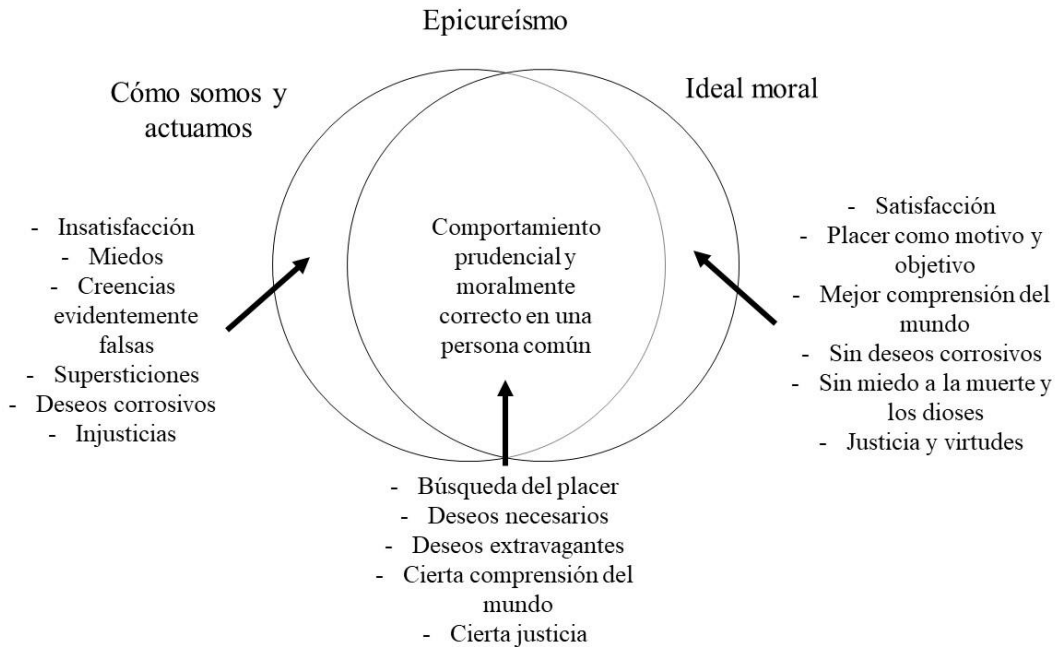 Epicureísmo
Cómo somos y
actuamos
Ideal moral
- Insatisfacción
- Miedos
- Creencias
evidentemente
falsas
- Supersticiones
- Deseos corrosivos
- Injusticias
Comportamiento
prudencial y
moralmente
correcto en una
persona común
- Satisfacción
- Placer como motivo y
objetivo
- Mejor comprensión del
mundo
- Sin deseos corrosivos
- Sin miedo a la muerte y
los dioses
- Justicia y virtudes
- Búsqueda del placer
- Deseos necesarios
- Deseos extravagantes
- Cierta comprensión del
mundo
- Cierta justicia